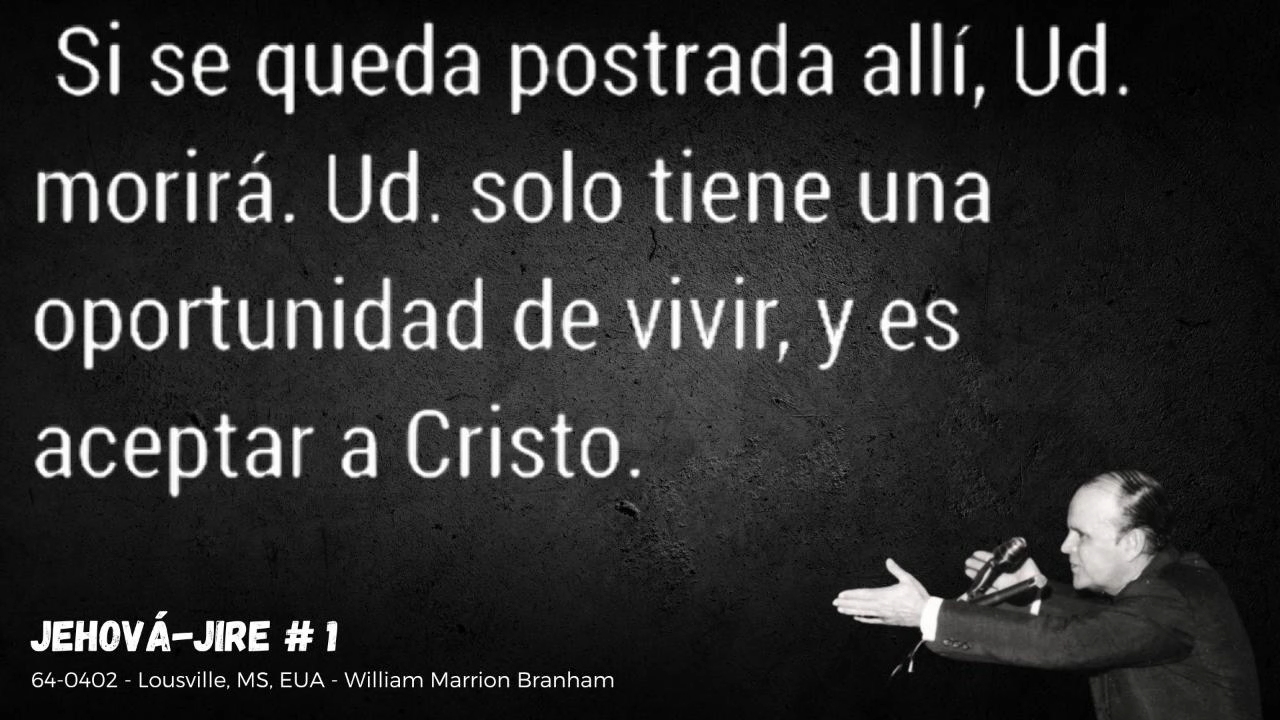 Si se queda postrada allí, Ud.
morirá. Ud. solo tiene una
oportunidad de vivir, y es
aceptar a Cristo.
JEHOVÁ-JIRE # 1
64-0402 - Lousville, MS, EUA - William Marrion Branham